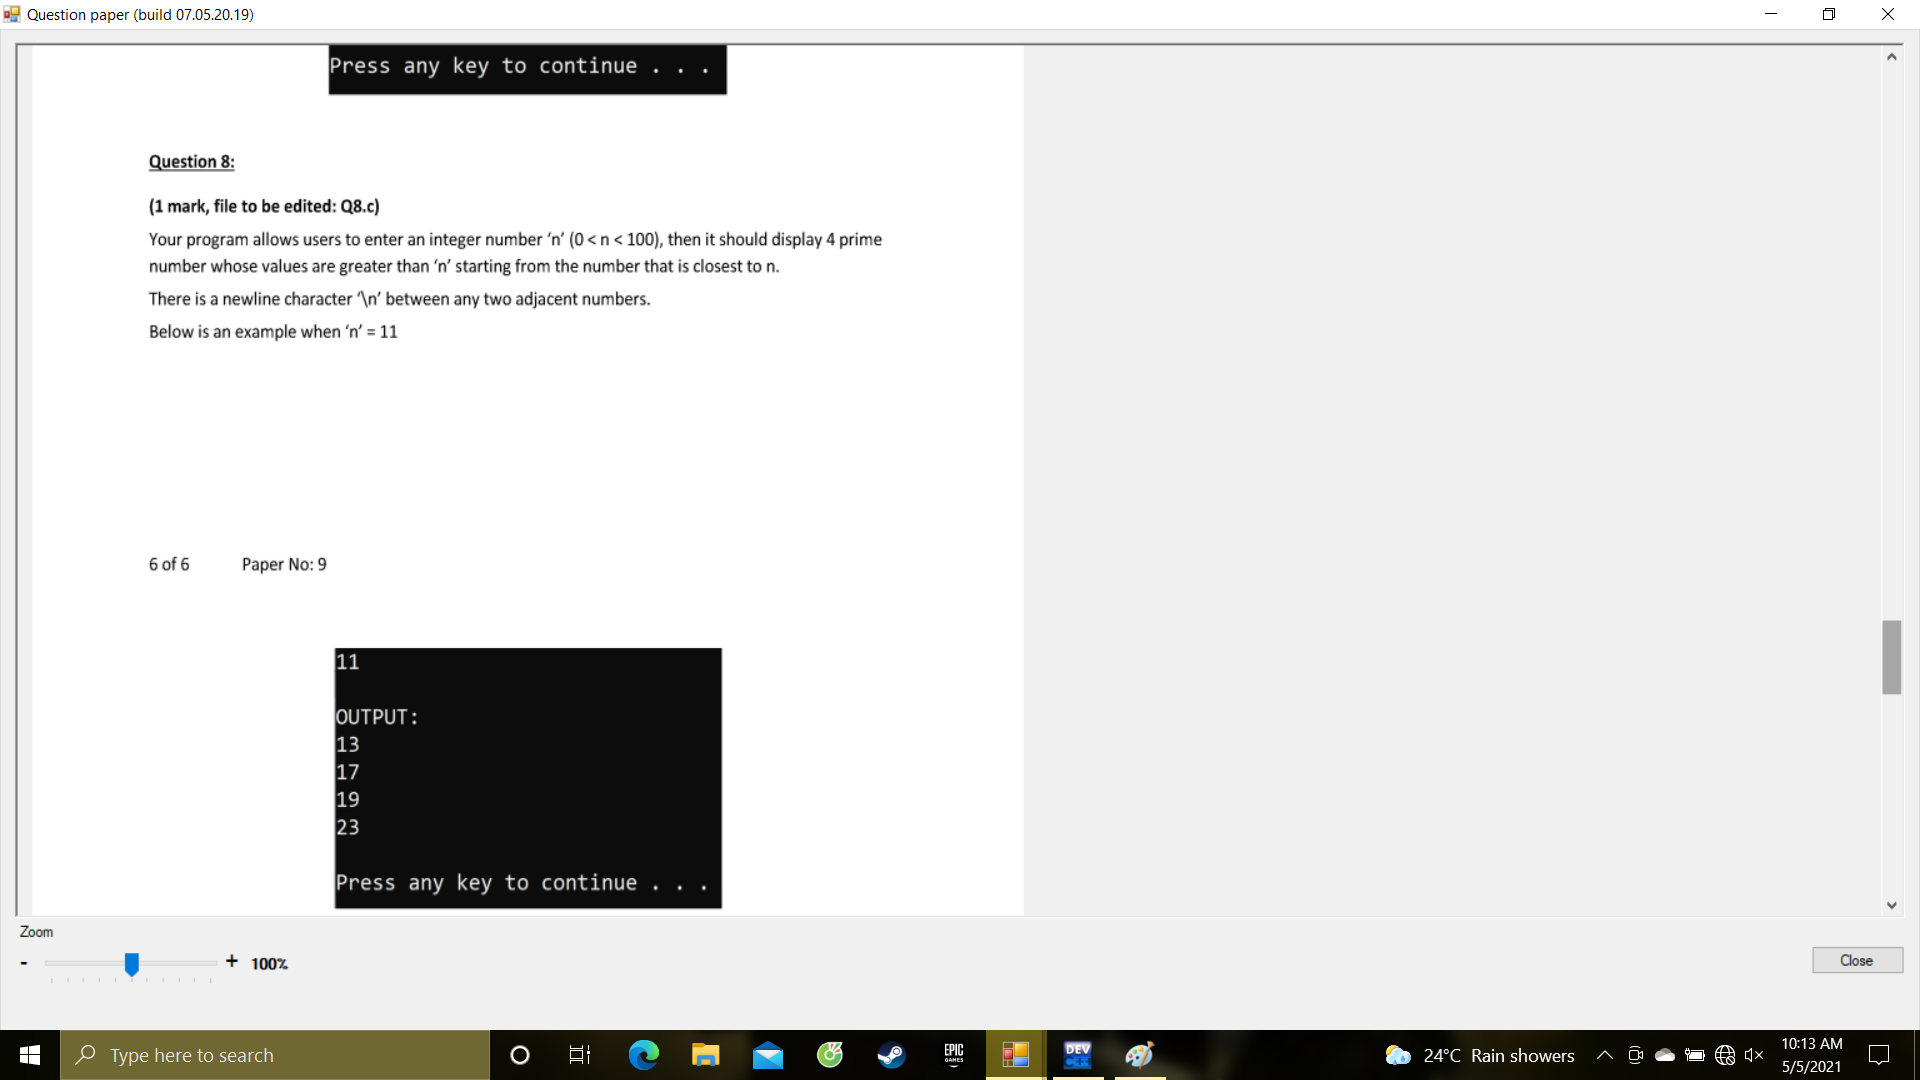 Question paper (build 07.05.20.19)
Press any key to continue . . .
Question 8:
(1 mark, file to be edited: Q8.c)
Your program allows users to enter an integer number ‘n’ (0 < n < 100), then it should display 4 prime
number whose values are greater than ‘n’ starting from the number that is closest to n.
There is a newline character ‘\n’ between any two adjacent numbers.
Below is an example when ‘n’ = 11
6 of 6 Paper No: 9
11
OUTPUT:
13
17
19
23
Press any key to continue . . .
Zoom
- + 100%
Close
Type here to search
EPIC
GAMES
DEV
C++
24°C Rain showers
10:13 AM
5/5/2021